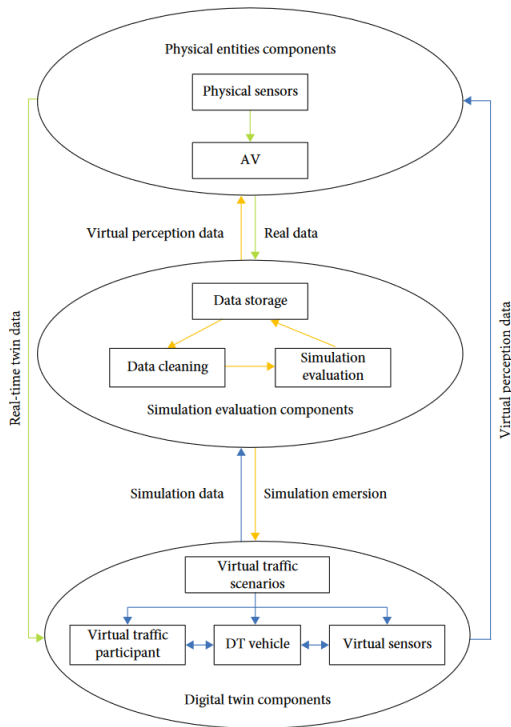 Physical entities components
Physical sensors
AV
Virtual perception data
Real data
Data storage
Data cleaning
Simulation
evaluation
Simulation evaluation components
Real-time twin data
Virtual perception data
Simulation data
Simulation emersion
Virtual traffic
scenarios
Virtual traffic
participant
DT vehicle
Virtual sensors
Digital twin components